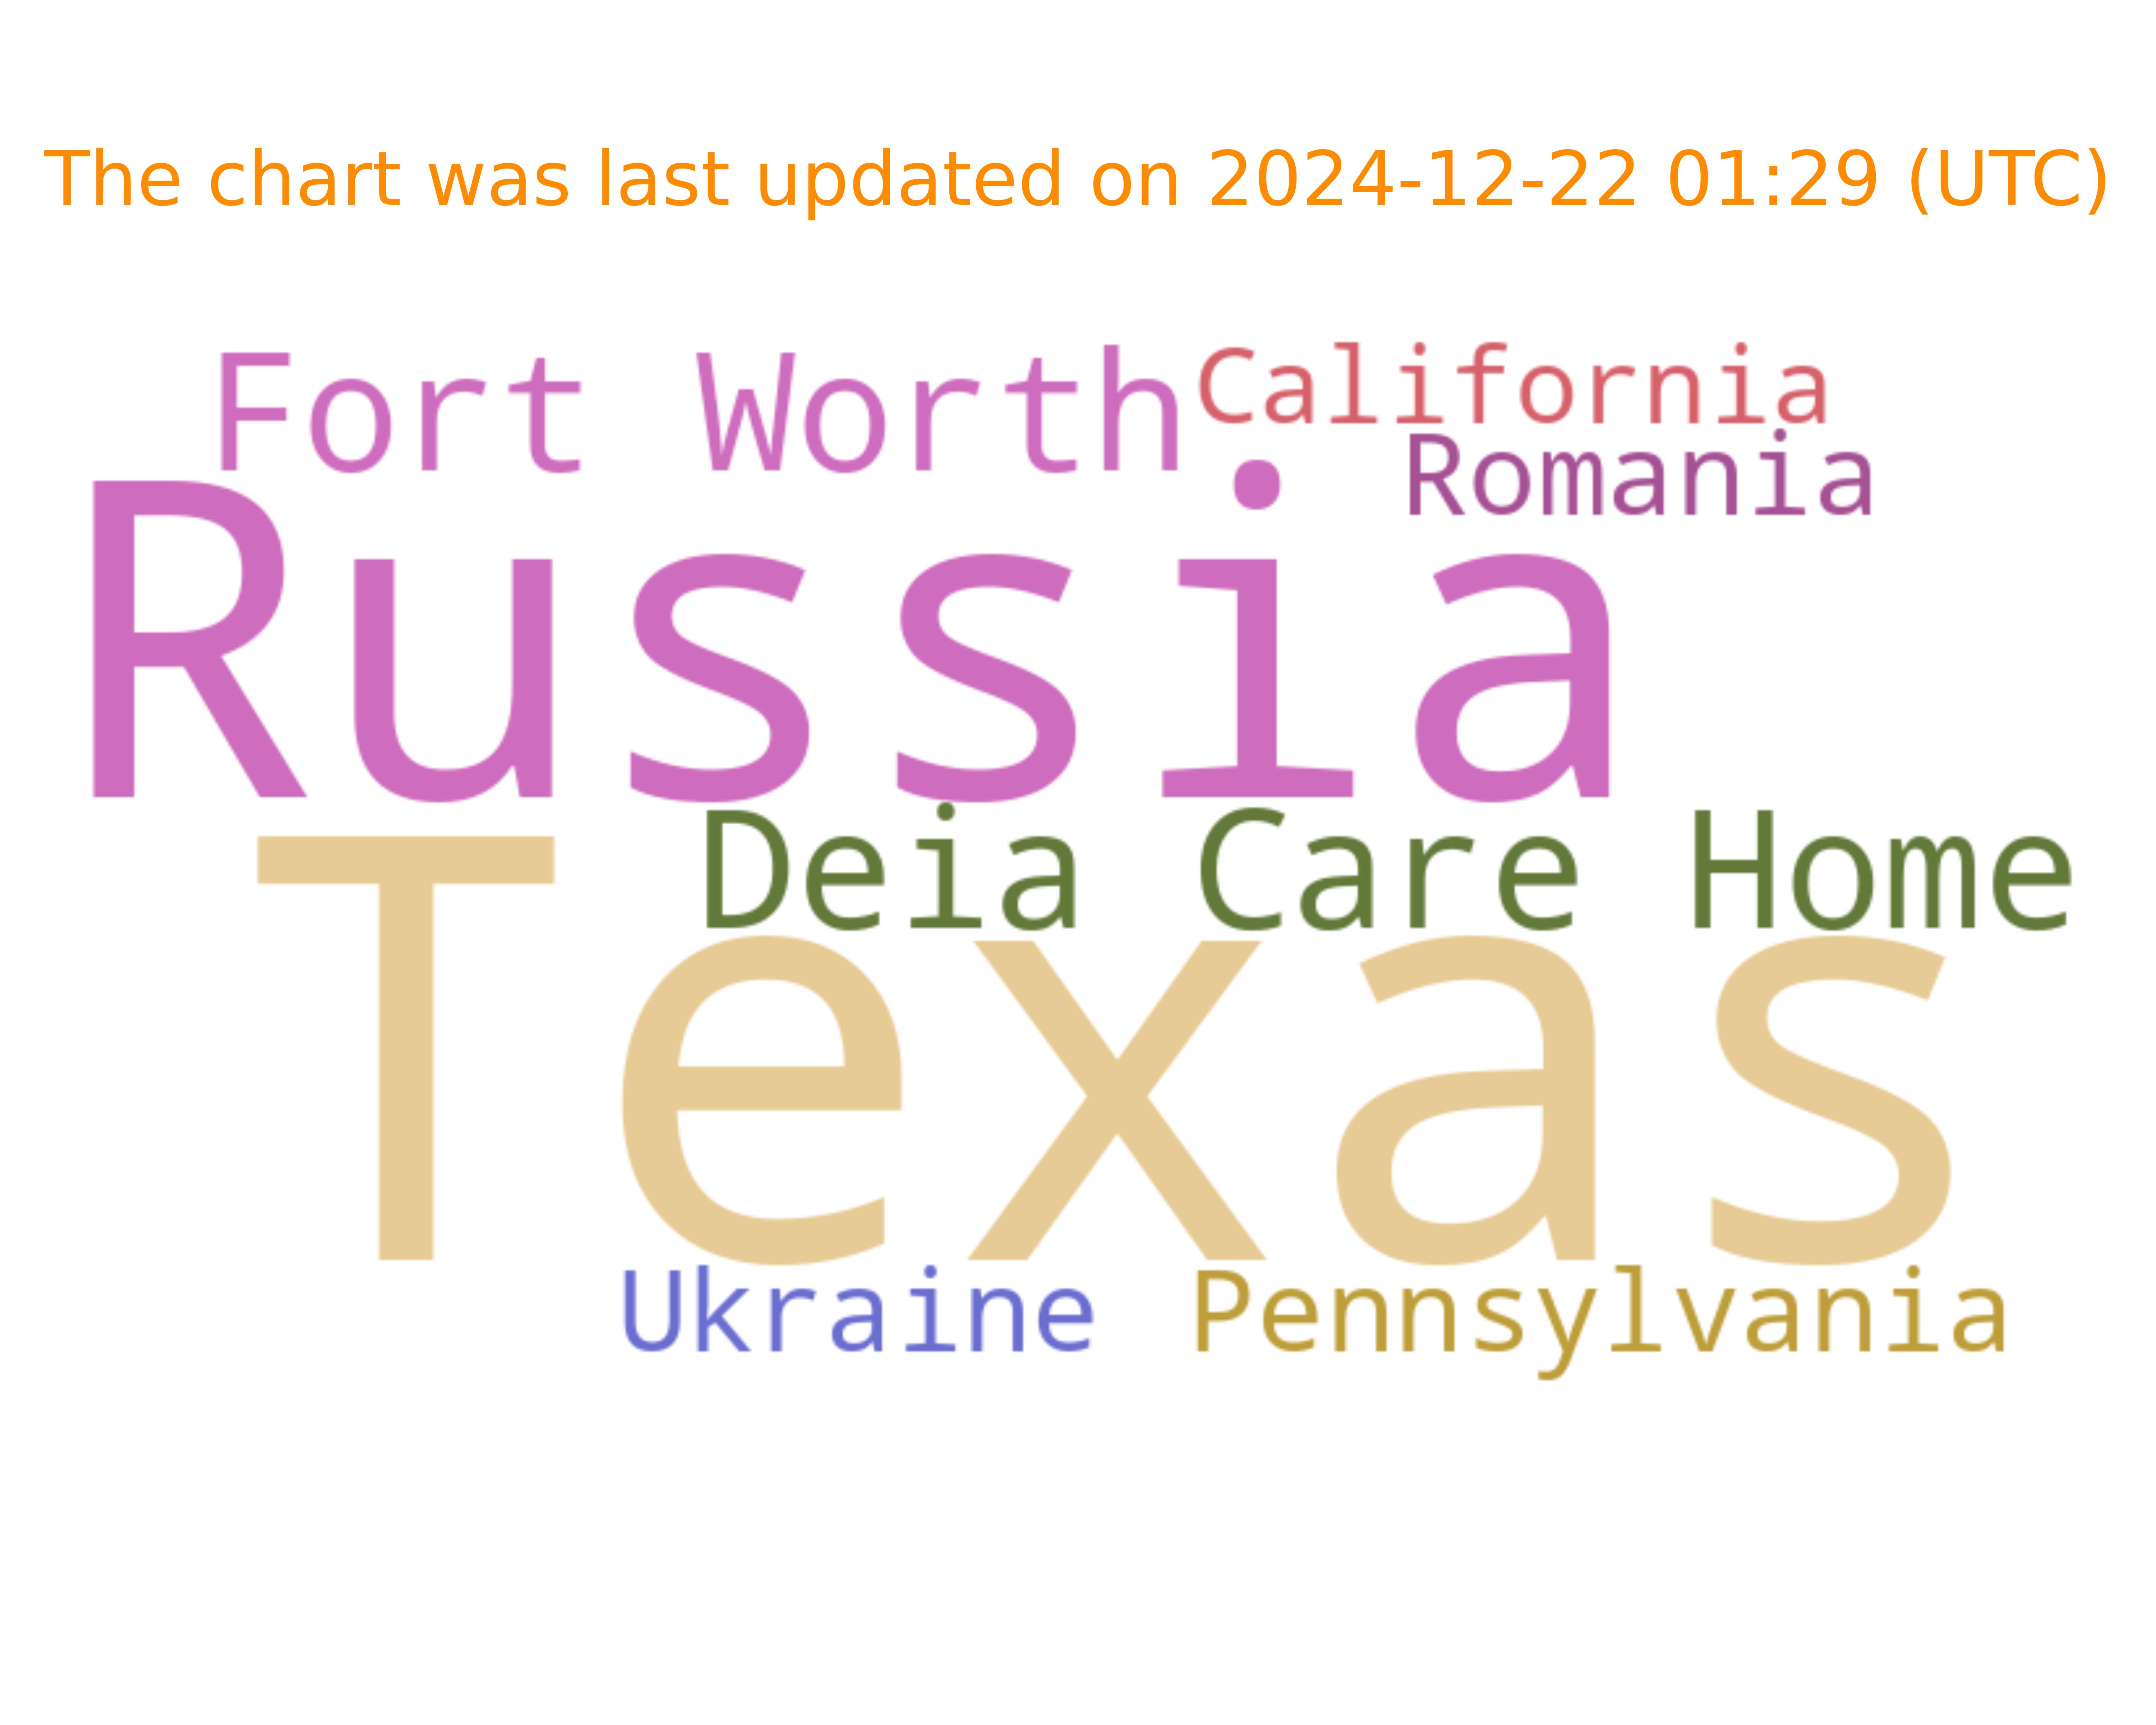 The chart was last updated on 2024-12-22 01:29 (UTC)
Fort Worth
California
Romania
Russia
Deia Care Home
Texas
Ukraine
Pennsylvania